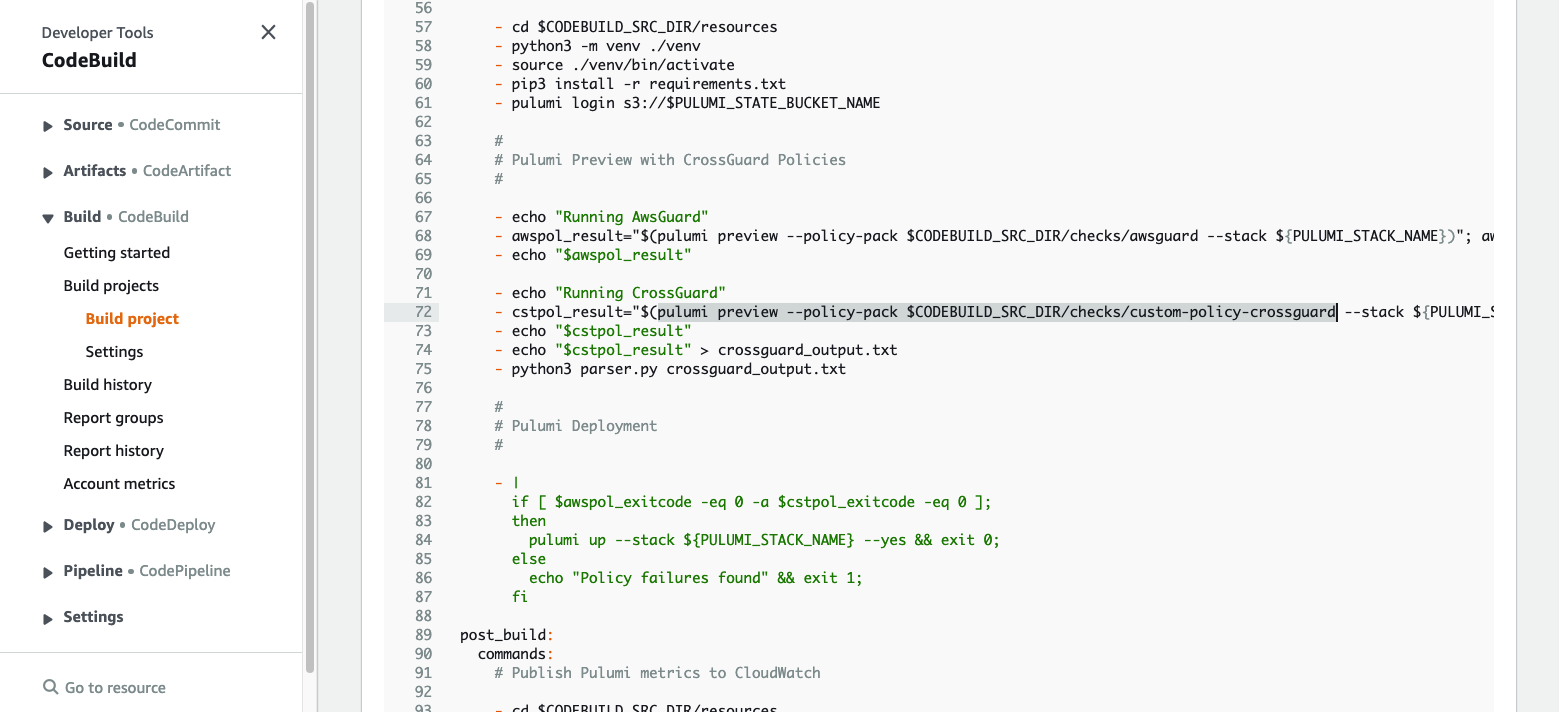 Developer Tools
CodeBuild
Source • CodeCommit
Artifacts • CodeArtifact
Build • CodeBuild
Getting started
Build projects
Build project
Settings
Build history
Report groups
Report history
Account metrics
Deploy • CodeDeploy
Pipeline • CodePipeline
Settings
Go to resource
56
57 - cd $CODEBUILD_SRC_DIR/resources
58 - python3 -m venv ./venv
59 - source ./venv/bin/activate
60 - pip3 install -r requirements.txt
61 - pulumi login s3://$PULUMI_STATE_BUCKET_NAME
62
63 #
64 # Pulumi Preview with CrossGuard Policies
65 #
66
67 - echo "Running AwsGuard"
68 - awspol_result="$(pulumi preview --policy-pack $CODEBUILD_SRC_DIR/checks/awsguard --stack ${PULUMI_STACK_NAME})"; aw
69 - echo "$awspol_result"
70
71 - echo "Running CrossGuard"
72 - cstpol_result="$(pulumi preview --policy-pack $CODEBUILD_SRC_DIR/checks/custom-policy-crossguard --stack ${PULUMI_S
73 - echo "$cstpol_result"
74 - echo "$cstpol_result" > crossguard_output.txt
75 - python3 parser.py crossguard_output.txt
76
77 #
78 # Pulumi Deployment
79 #
80
81 - |
82 if [ $awspol_exitcode -eq 0 -a $cstpol_exitcode -eq 0 ];
83 then
84 pulumi up --stack ${PULUMI_STACK_NAME} --yes && exit 0;
85 else
86 echo "Policy failures found" && exit 1;
87 fi
88
89 post_build:
90 commands:
91 # Publish Pulumi metrics to CloudWatch
92
93 - cd $CODEBUILD_SRC_DIR/resources